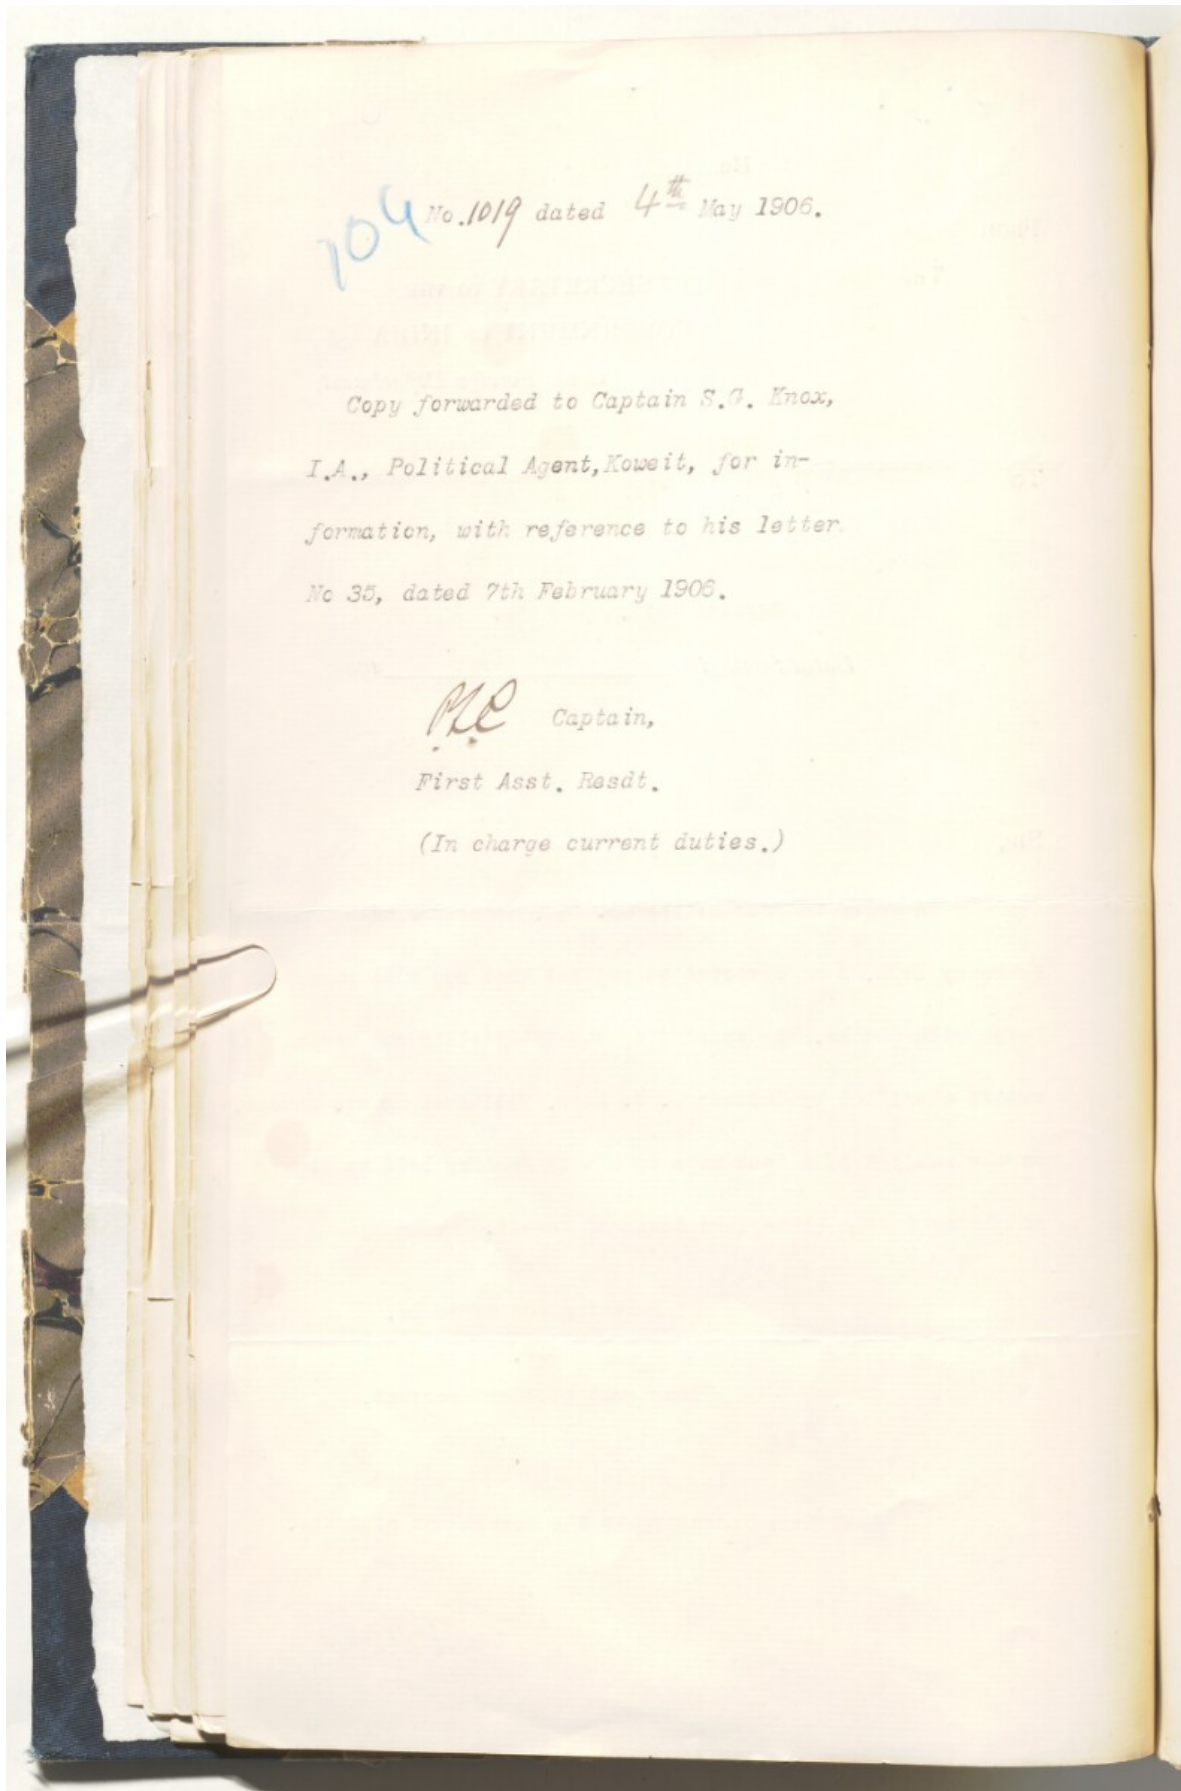 104
No. 1019 dated 4th May 1906.
Copy forwarded to Captain S.G. Knox,
I.A., Political Agent, Koweit, for in-
formation, with reference to his letter
No 35, dated 7th February 1906.
Captain,
First Asst. Resdt.
(In charge current duties.)